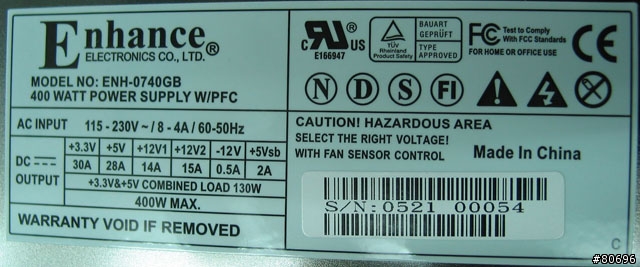 Enhance®
ELECTRONICS CO., LTD.
MODEL NO: ENH-0740GB
400 WATT POWER SUPPLY W/PFC
AC INPUT 115 - 230V~ / 8 - 4A / 60-50Hz
DC OUTPUT
+3.3V +5V +12V1 +12V2 -12V +5Vsb
30A 28A 14A 15A 0.5A 2A
+3.3V&+5V COMBINED LOAD 130W
400W MAX.
WARRANTY VOID IF REMOVED
c RU® US
E166947
TÜV
Rheinland
Product Safety
BAUART
GEPRÜFT
TYPE
APPROVED
FC Test to Comply
With FCC Standards
FOR HOME OR OFFICE USE
CE
N D S FI
CAUTION! HAZARDOUS AREA
SELECT THE RIGHT VOLTAGE!
WITH FAN SENSOR CONTROL
Made In China
S/N:0521 00054
C
#80696